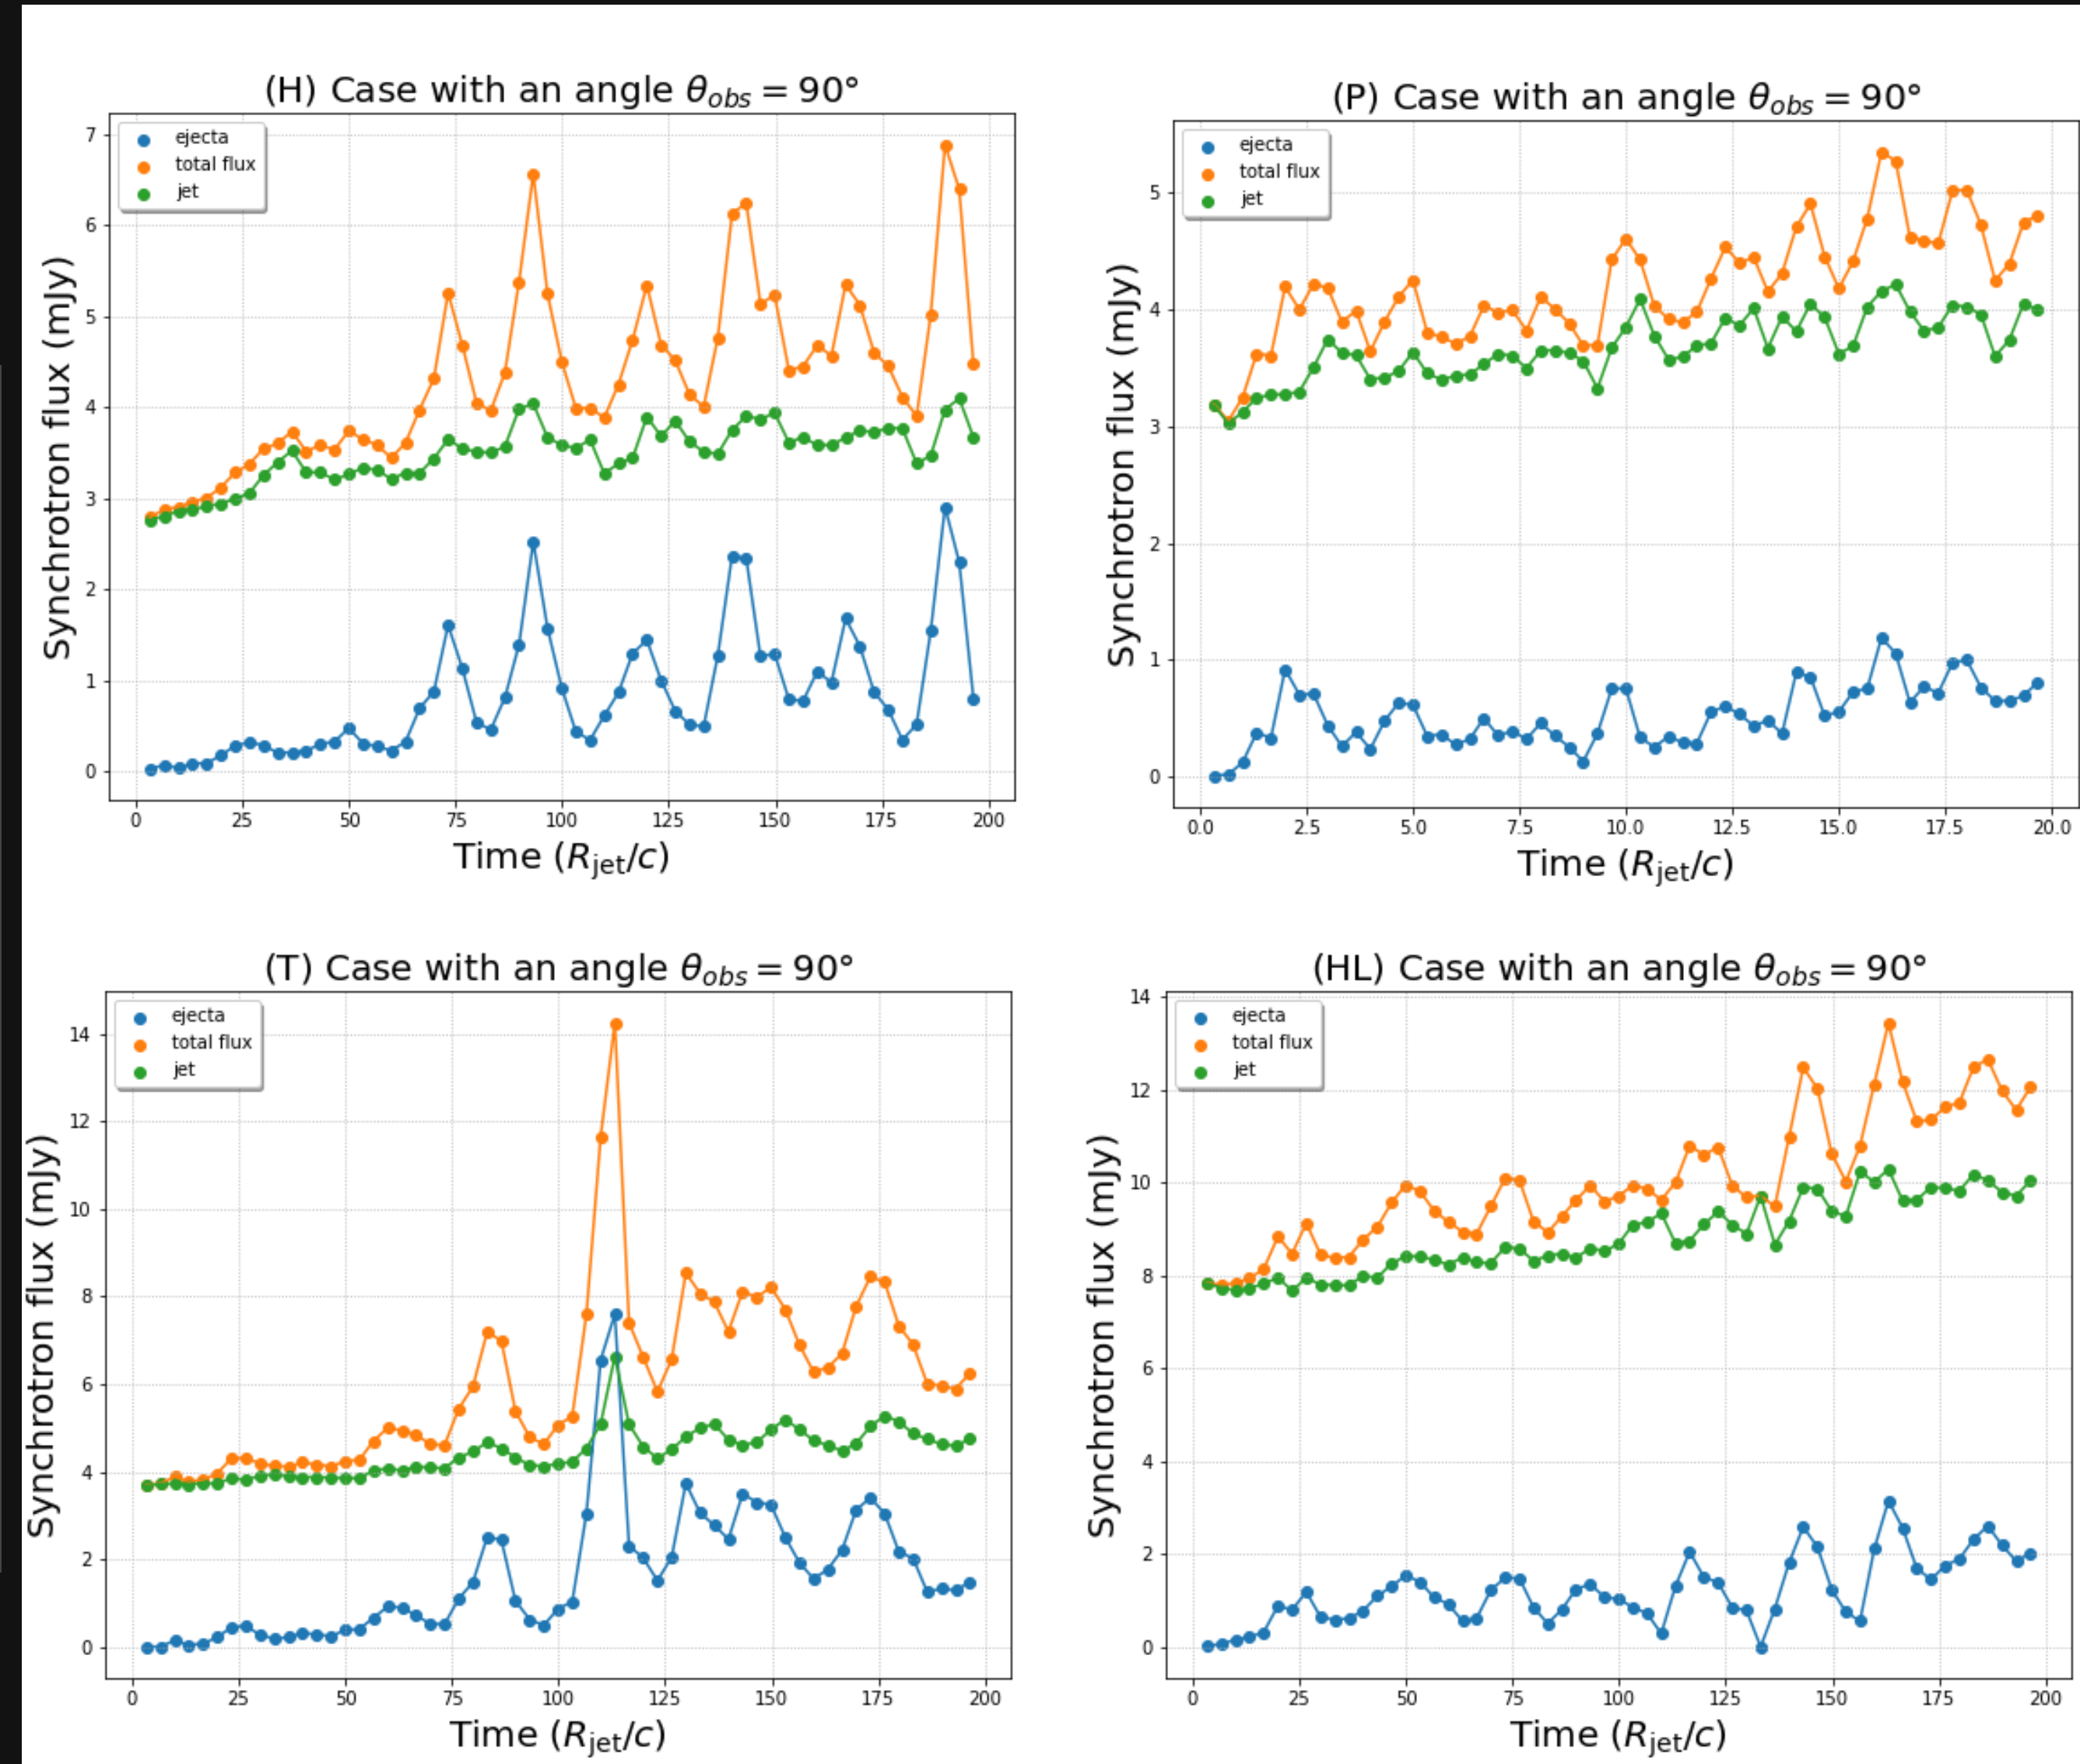 (H) Case with an angle θobs = 90°
ejecta
total flux
jet
7
6
5
4
3
2
1
0
Synchrotron flux (mJy)
0 25 50 75 100 125 150 175 200
Time (Rjet/c)
(P) Case with an angle θobs = 90°
ejecta
total flux
jet
5
4
3
2
1
0
Synchrotron flux (mJy)
0.0 2.5 5.0 7.5 10.0 12.5 15.0 17.5 20.0
Time (Rjet/c)
(T) Case with an angle θobs = 90°
ejecta
total flux
jet
14
12
10
8
6
4
2
0
Synchrotron flux (mJy)
0 25 50 75 100 125 150 175 200
Time (Rjet/c)
(HL) Case with an angle θobs = 90°
ejecta
total flux
jet
14
12
10
8
6
4
2
0
Synchrotron flux (mJy)
0 25 50 75 100 125 150 175 200
Time (Rjet/c)